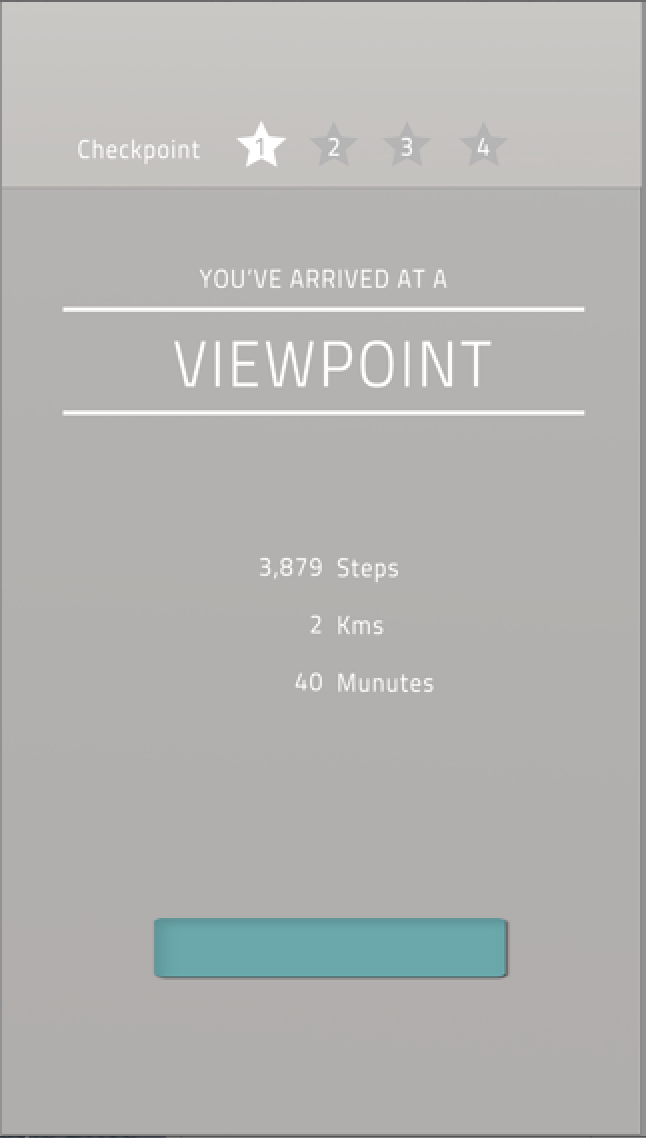 Checkpoint 1 2 3 4
YOU'VE ARRIVED AT A
VIEWPOINT
3,879 Steps
2 Kms
40 Munutes